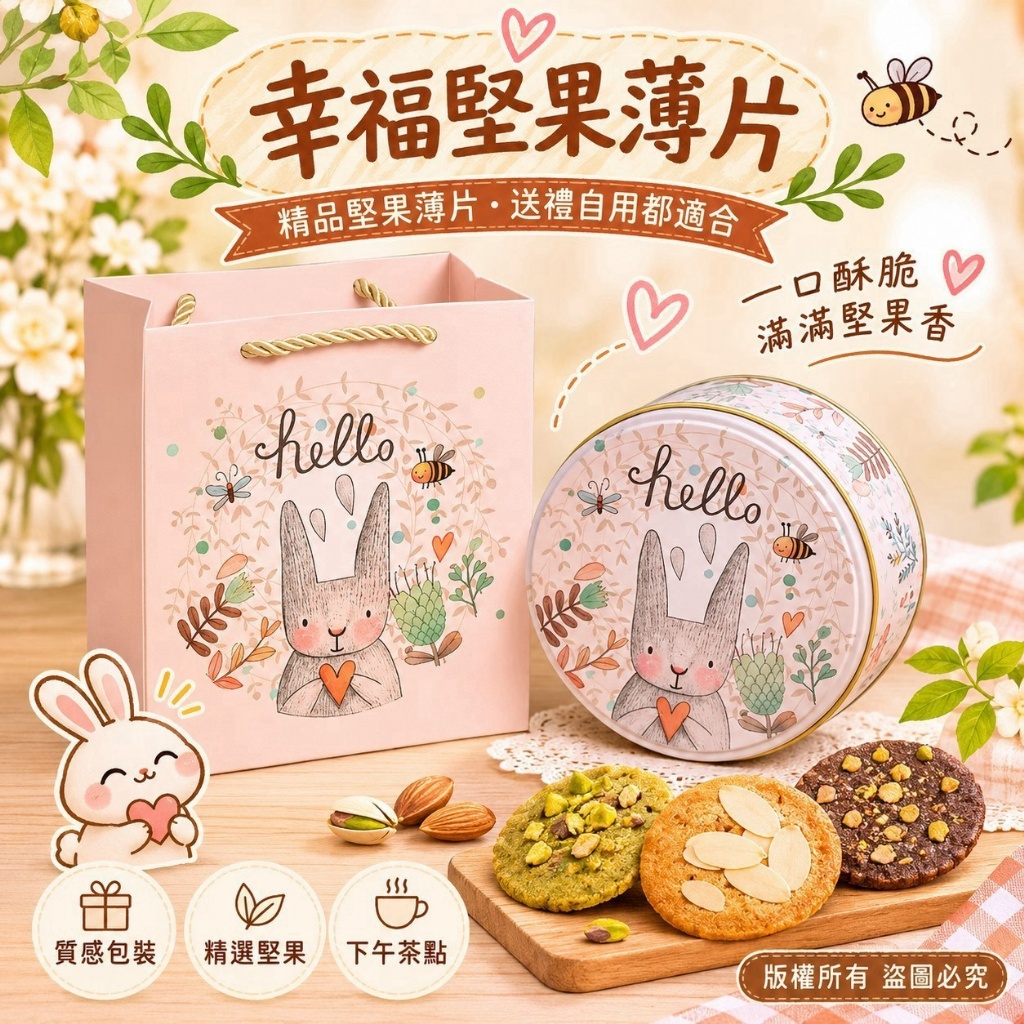 幸福堅果薄片
精品堅果薄片・送禮自用都適合
一口酥脆
滿滿堅果香
hello
hello
質感包裝
精選堅果
下午茶點
版權所有 盜圖必究